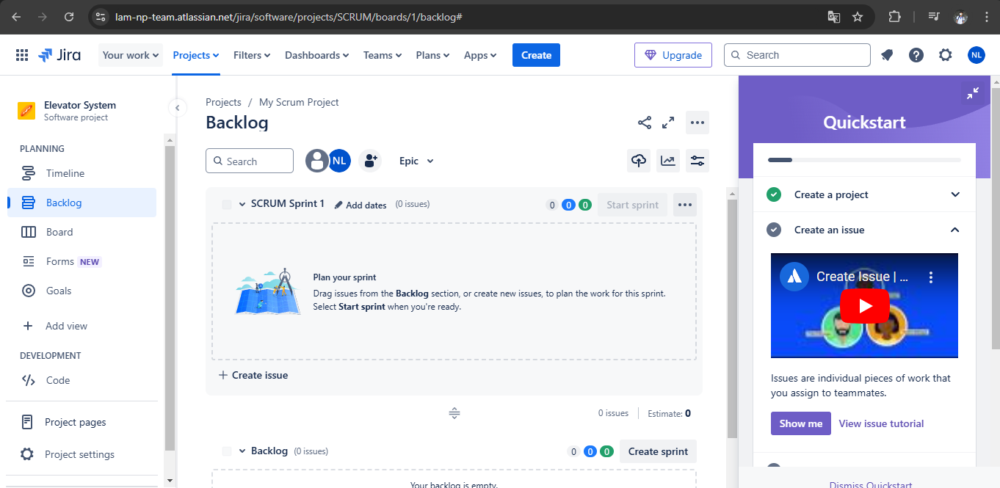 lam-np-team.atlassian.net/jira/software/projects/SCRUM/boards/1/backlog#
Jira
Your work
Projects
Filters
Dashboards
Teams
Plans
Apps
Create
Upgrade
Search
NL
Elevator System
Software project
PLANNING
Timeline
Backlog
Board
Forms NEW
Goals
Add view
DEVELOPMENT
Code
Project pages
Project settings
Projects / My Scrum Project
Backlog
Search
NL
Epic
SCRUM Sprint 1
Add dates
(0 issues)
0 0 0
Start sprint
Plan your sprint
Drag issues from the Backlog section, or create new issues, to plan the work for this sprint.
Select Start sprint when you're ready.
Create issue
0 issues
Estimate: 0
Backlog
(0 issues)
0 0 0
Create sprint
Your backlog is empty.
Quickstart
Create a project
Create an issue
Create Issue | ...
Issues are individual pieces of work that
you assign to teammates.
Show me
View issue tutorial
Dismiss Quickstart